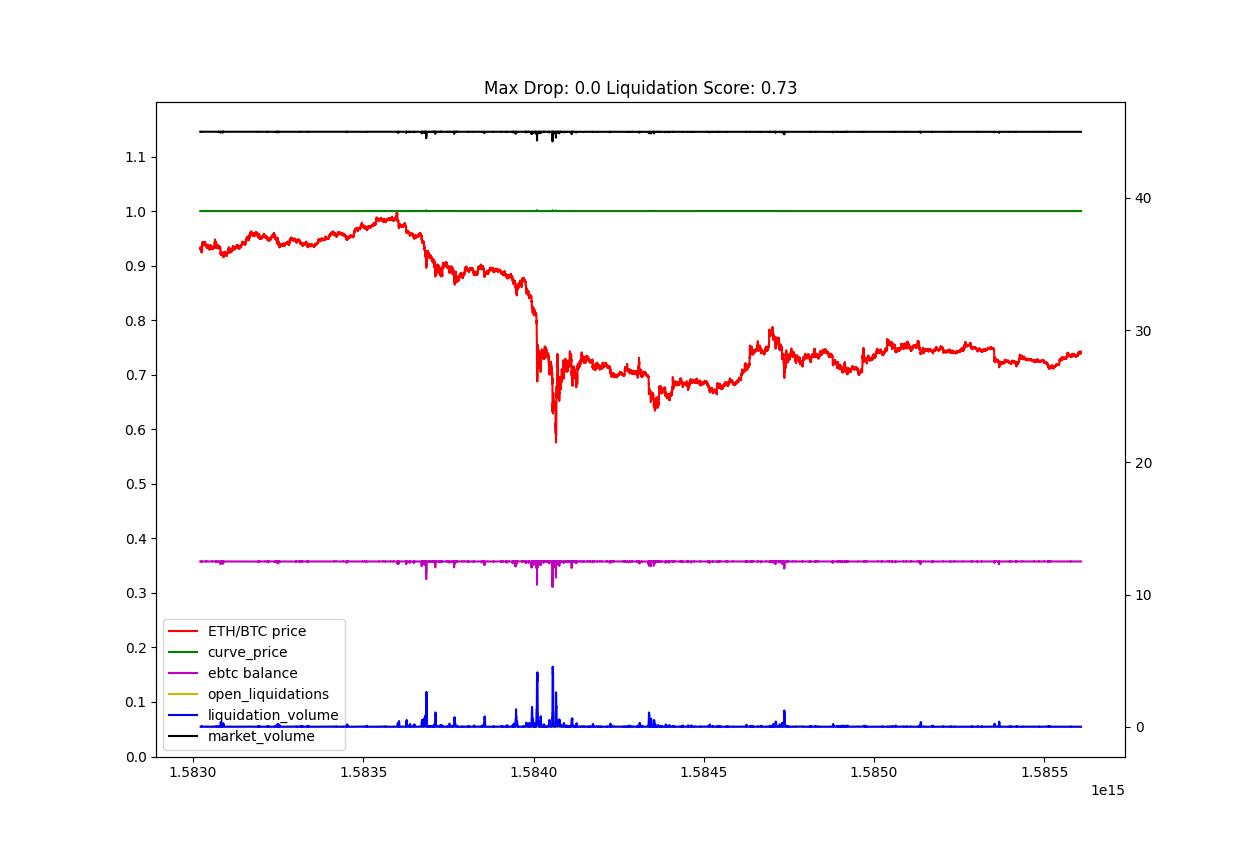 Max Drop: 0.0 Liquidation Score: 0.73
1.1
1.0
0.9
0.8
0.7
0.6
0.5
0.4
0.3
0.2
0.1
0.0
40
30
20
10
0
ETH/BTC price
curve_price
ebtc balance
open_liquidations
liquidation_volume
market_volume
1.5830 1.5835 1.5840 1.5845 1.5850 1.5855
1e15